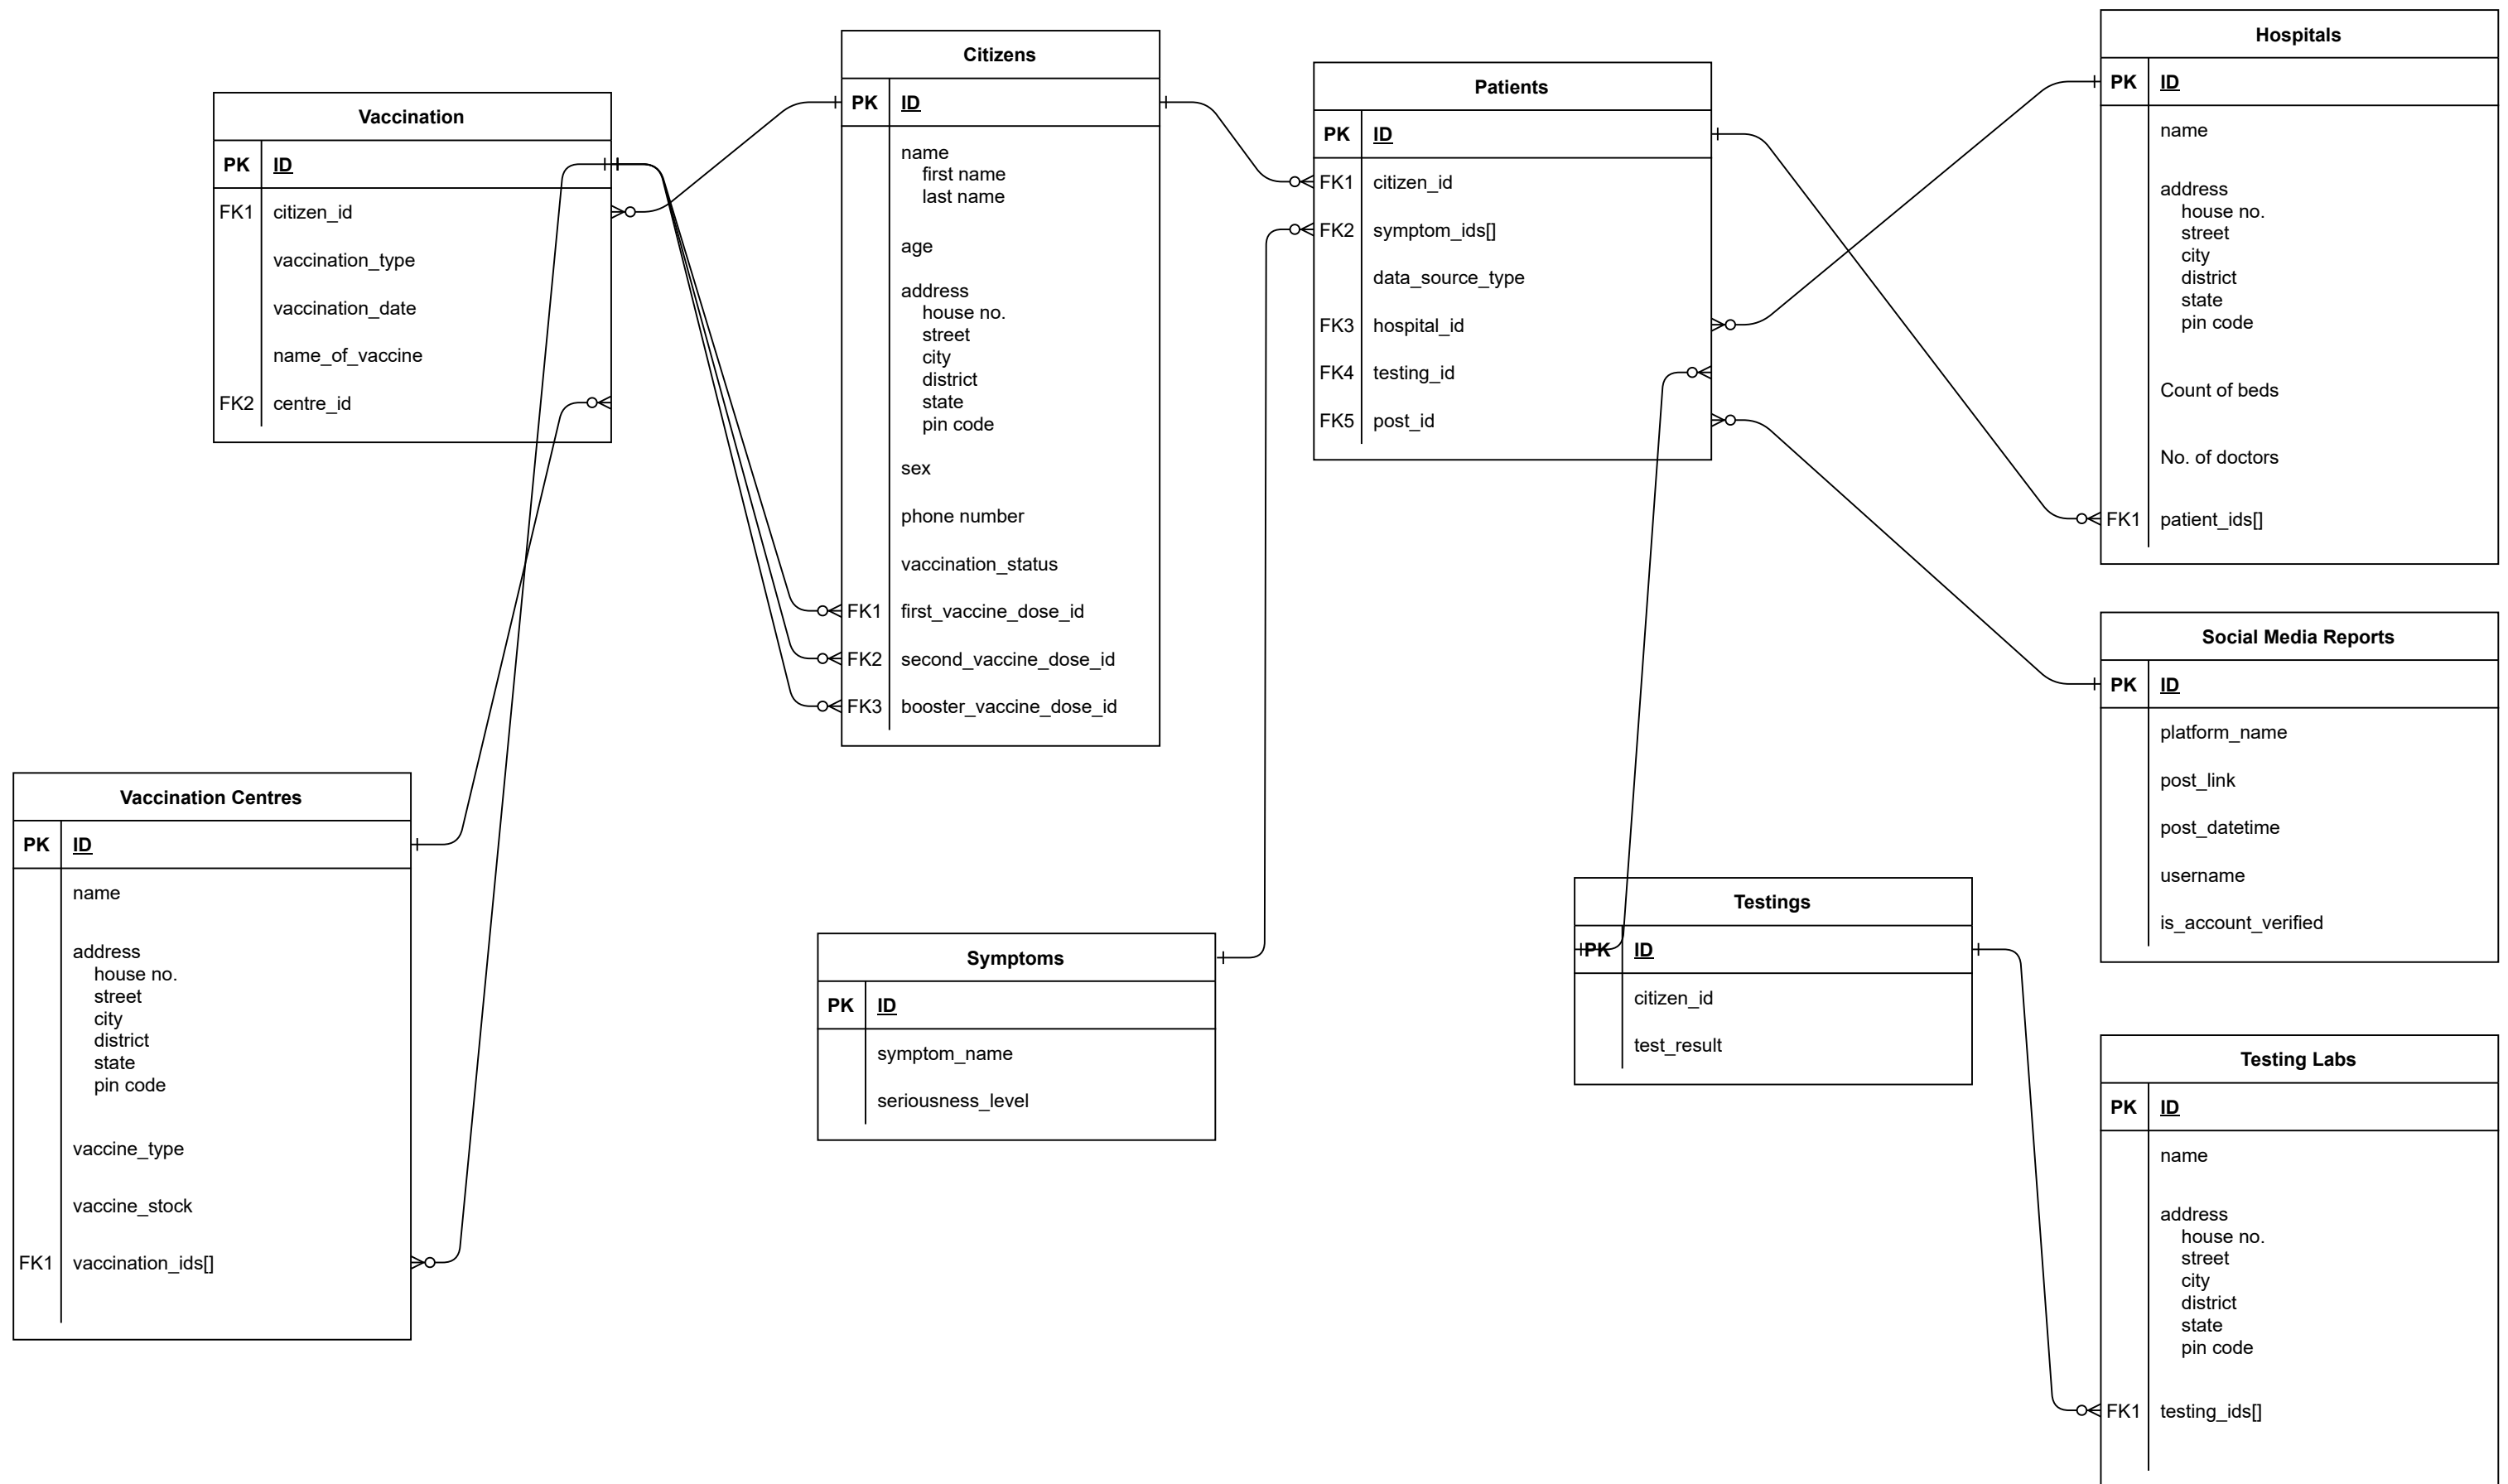 Vaccination
PK ID
FK1 citizen_id
vaccination_type
vaccination_date
name_of_vaccine
FK2 centre_id
Citizens
PK ID
name
first name
last name
age
address
house no.
street
city
district
state
pin code
sex
phone number
vaccination_status
FK1 first_vaccine_dose_id
FK2 second_vaccine_dose_id
FK3 booster_vaccine_dose_id
Patients
PK ID
FK1 citizen_id
FK2 symptom_ids[]
data_source_type
FK3 hospital_id
FK4 testing_id
FK5 post_id
Hospitals
PK ID
name
address
house no.
street
city
district
state
pin code
Count of beds
No. of doctors
FK1 patient_ids[]
Social Media Reports
PK ID
platform_name
post_link
post_datetime
username
is_account_verified
Vaccination Centres
PK ID
name
address
house no.
street
city
district
state
pin code
vaccine_type
vaccine_stock
FK1 vaccination_ids[]
Symptoms
PK ID
symptom_name
seriousness_level
Testings
PK ID
citizen_id
test_result
Testing Labs
PK ID
name
address
house no.
street
city
district
state
pin code
FK1 testing_ids[]